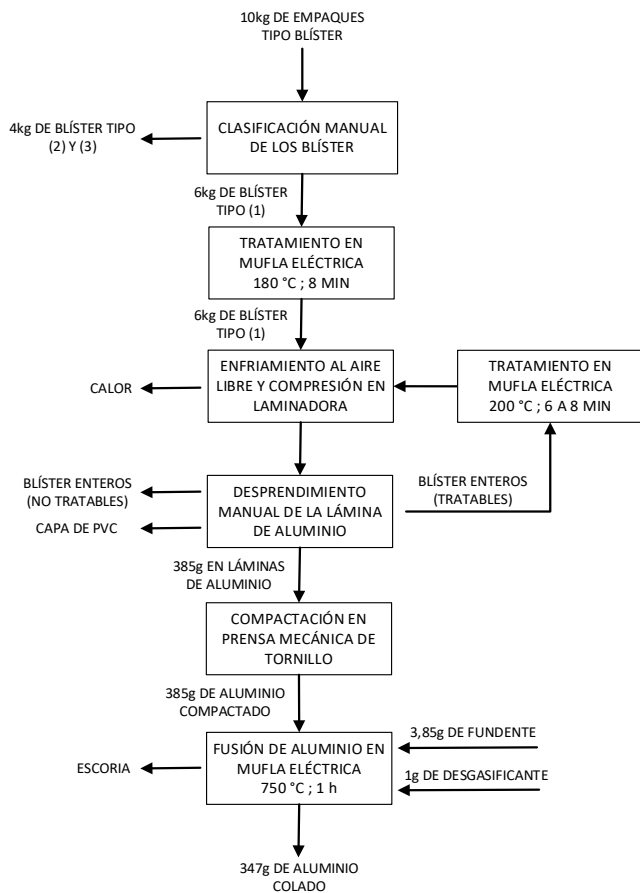 10kg DE EMPAQUES
TIPO BLÍSTER
4kg DE BLÍSTER TIPO
(2) Y (3)
CLASIFICACIÓN MANUAL
DE LOS BLÍSTER
6kg DE BLÍSTER
TIPO (1)
TRATAMIENTO EN
MUFLA ELÉCTRICA
180 °C ; 8 MIN
6kg DE BLÍSTER
TIPO (1)
CALOR
ENFRIAMIENTO AL AIRE
LIBRE Y COMPRESIÓN EN
LAMINADORA
TRATAMIENTO EN
MUFLA ELÉCTRICA
200 °C ; 6 A 8 MIN
BLÍSTER ENTEROS
(NO TRATABLES)
CAPA DE PVC
DESPRENDIMIENTO
MANUAL DE LA LÁMINA
DE ALUMINIO
BLÍSTER ENTEROS
(TRATABLES)
385g EN LÁMINAS
DE ALUMINIO
COMPACTACIÓN EN
PRENSA MECÁNICA DE
TORNILLO
385g DE ALUMINIO
COMPACTADO
ESCORIA
FUSIÓN DE ALUMINIO EN
MUFLA ELÉCTRICA
750 °C ; 1 h
3,85g DE FUNDENTE
1g DE DESGASIFICANTE
347g DE ALUMINIO
COLADO